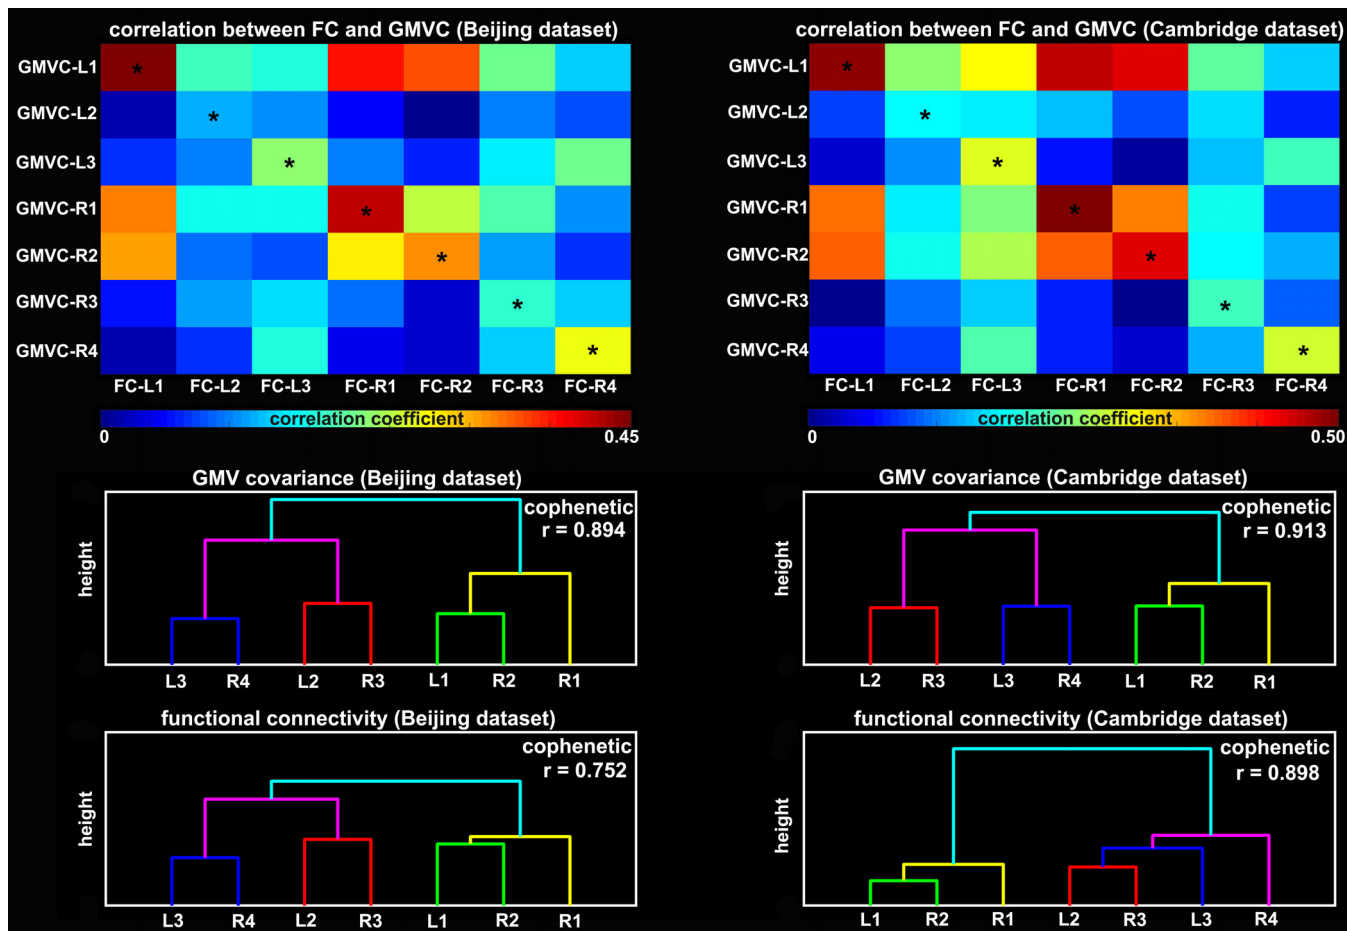 correlation between FC and GMVC (Beijing dataset)
GMVC-L1
*
GMVC-L2
*
GMVC-L3
*
GMVC-R1
*
GMVC-R2
*
GMVC-R3
*
GMVC-R4
*
FC-L1 FC-L2 FC-L3 FC-R1 FC-R2 FC-R3 FC-R4
correlation coefficient
0 0.45
correlation between FC and GMVC (Cambridge dataset)
GMVC-L1
*
GMVC-L2
*
GMVC-L3
*
GMVC-R1
*
GMVC-R2
*
GMVC-R3
*
GMVC-R4
*
FC-L1 FC-L2 FC-L3 FC-R1 FC-R2 FC-R3 FC-R4
correlation coefficient
0 0.50
GMV covariance (Beijing dataset)
cophenetic
r = 0.894
height
L3 R4 L2 R3 L1 R2 R1
GMV covariance (Cambridge dataset)
cophenetic
r = 0.913
height
L2 R3 L3 R4 L1 R2 R1
functional connectivity (Beijing dataset)
cophenetic
r = 0.752
height
L3 R4 L2 R3 L1 R2 R1
functional connectivity (Cambridge dataset)
cophenetic
r = 0.898
height
L1 R2 R1 L2 R3 L3 R4